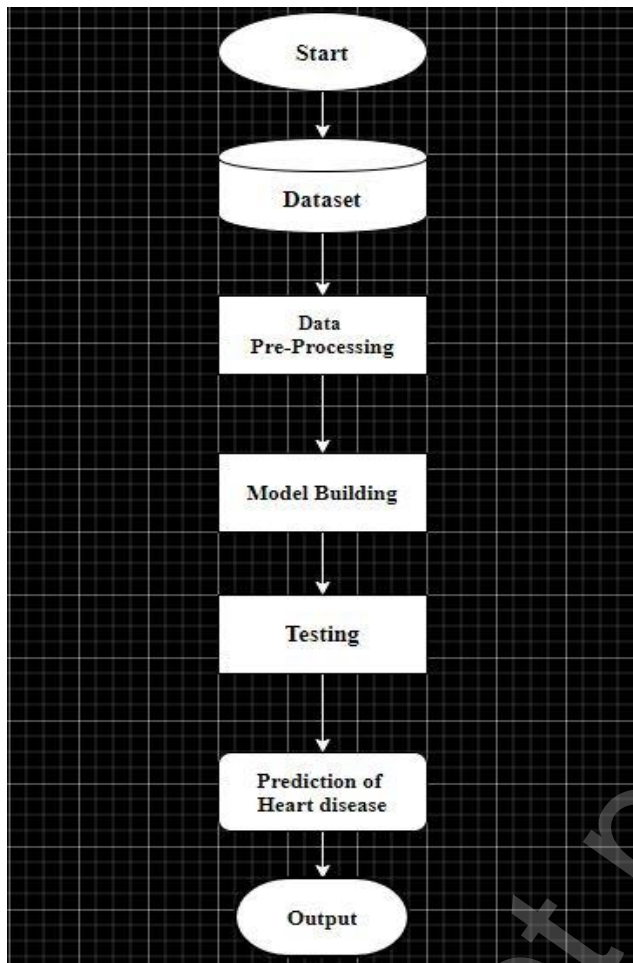 Start
Dataset
Data
Pre-Processing
Model Building
Testing
Prediction of
Heart disease
Output